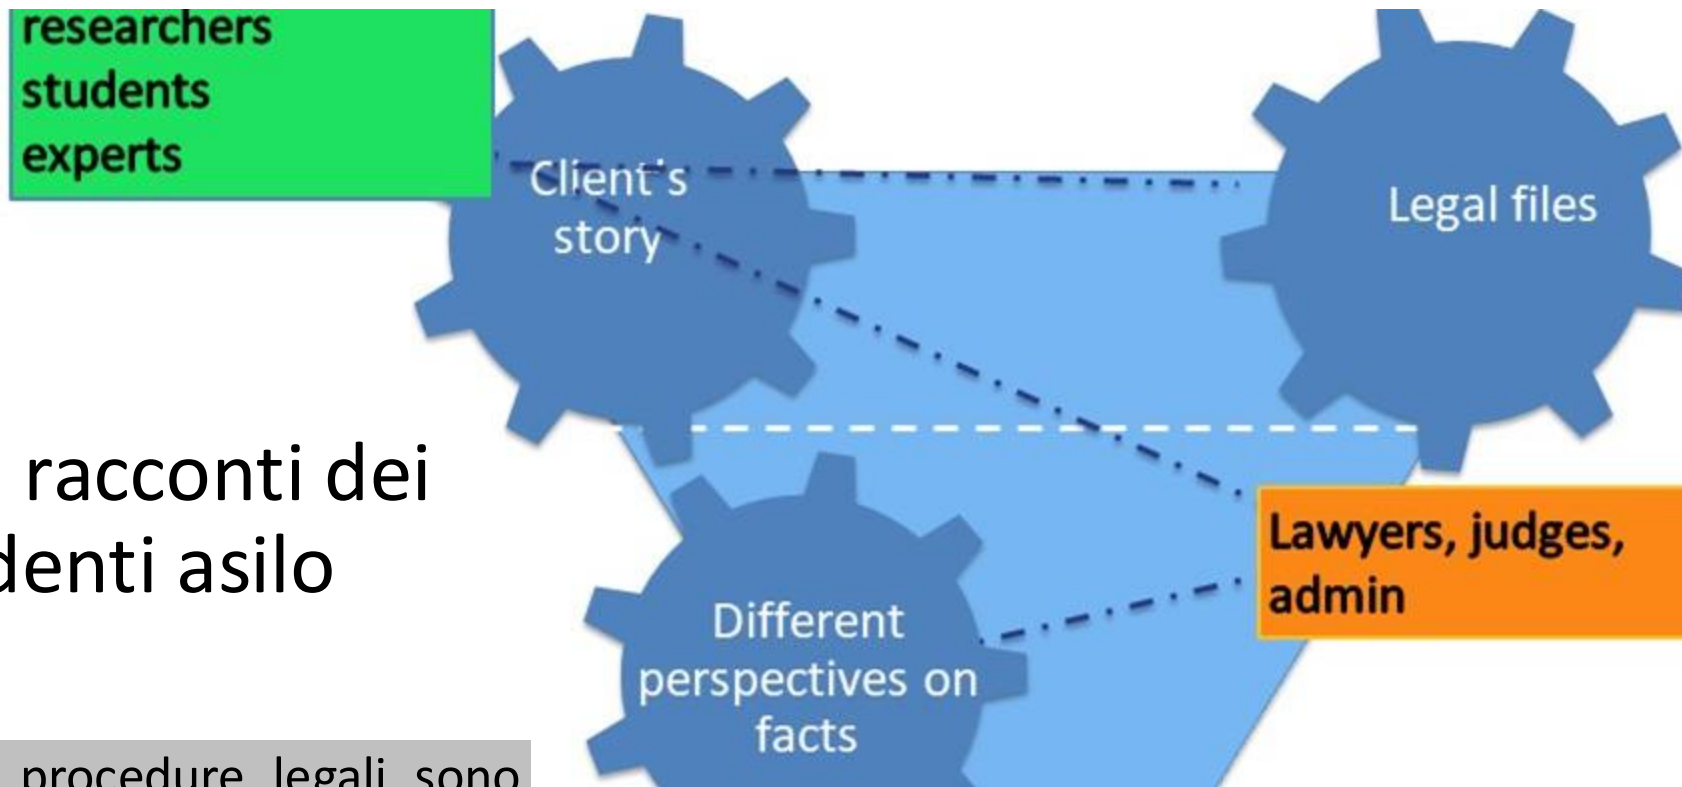 researchers
students
experts
Client's
story
Legal files
racconti dei
denti asilo
Lawyers, judges,
admin
Different
perspectives on
facts
procedure legali sono